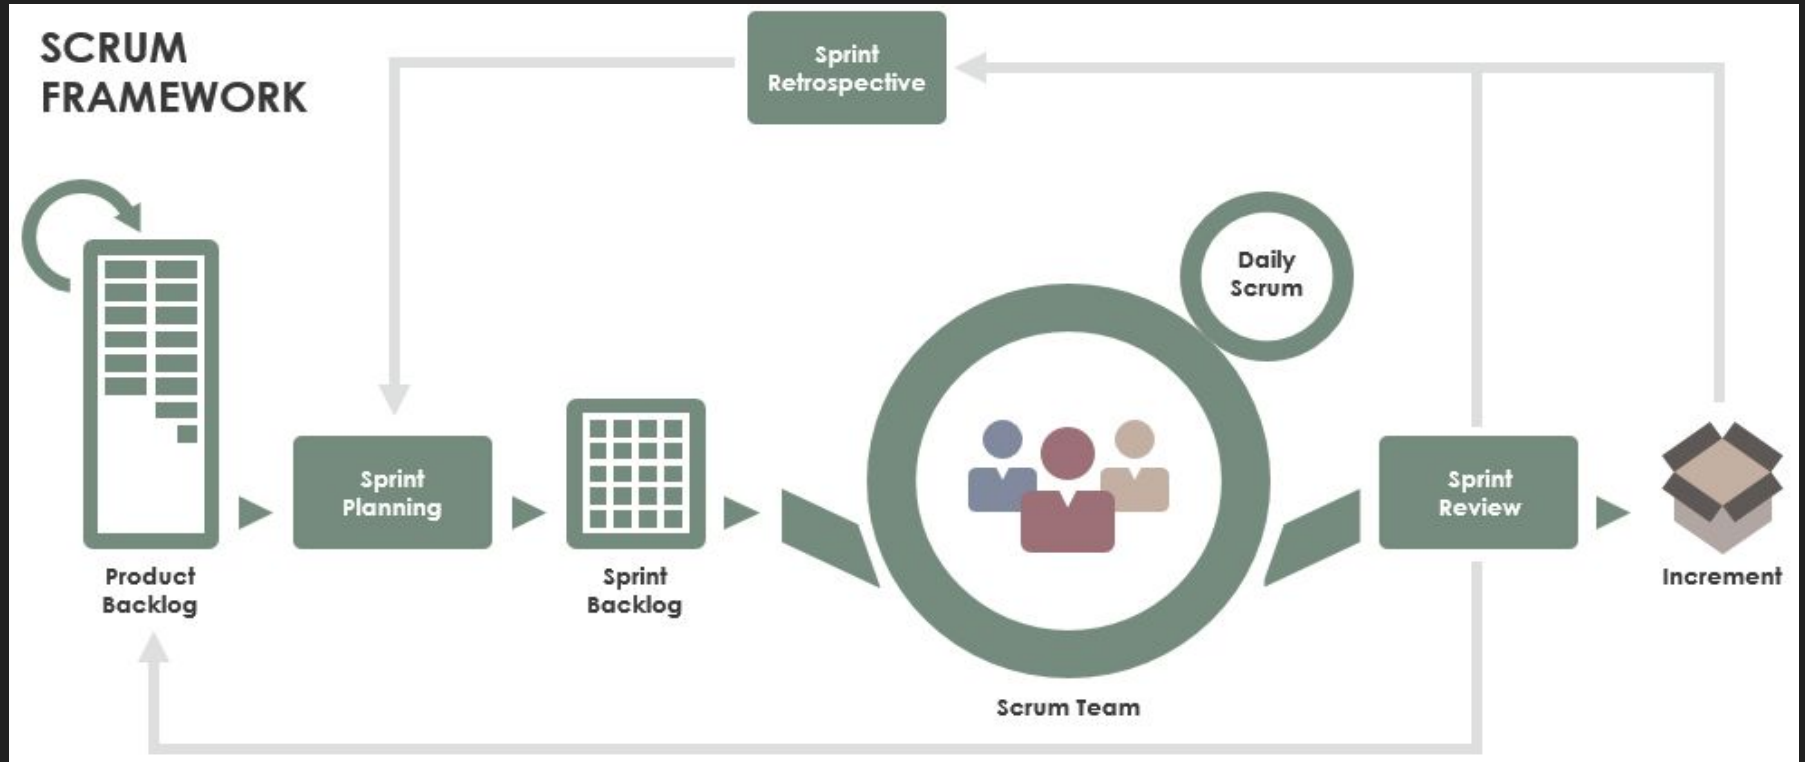 SCRUM
FRAMEWORK
Sprint
Retrospective
Daily
Scrum
Sprint
Planning
Sprint
Review
Product
Backlog
Sprint
Backlog
Increment
Scrum Team